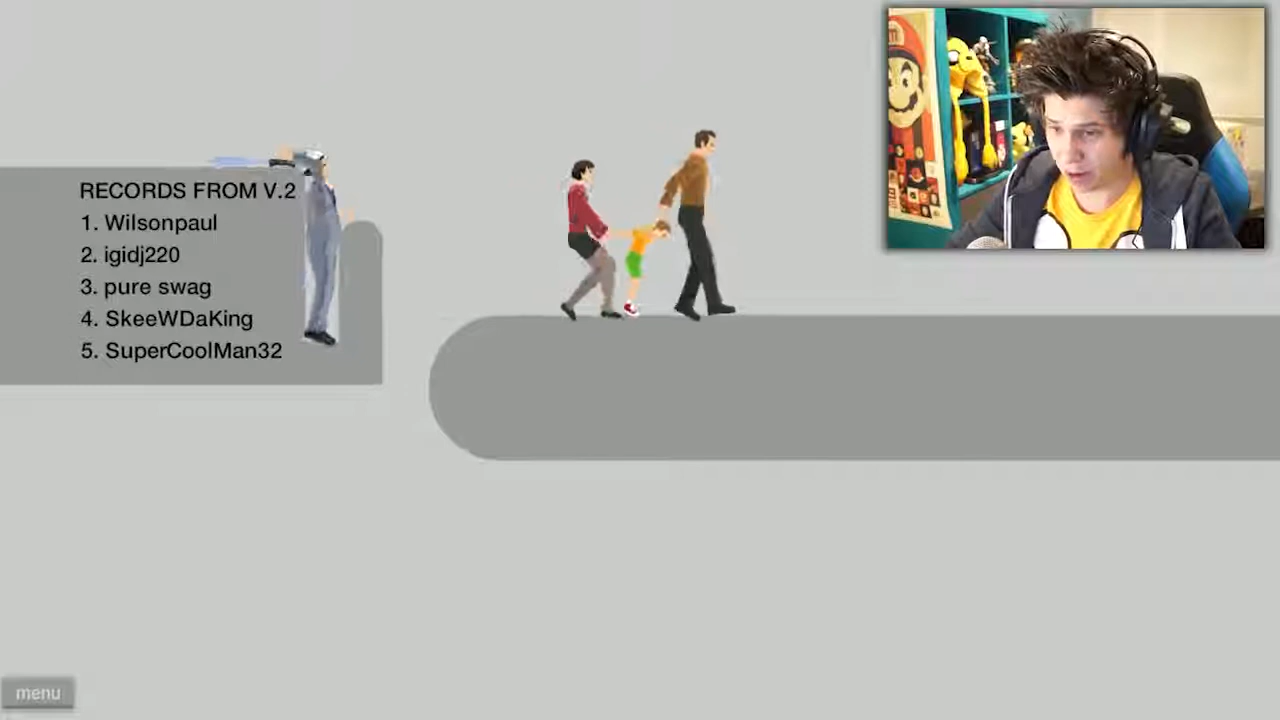 RECORDS FROM V.2
1. Wilsonpaul
2. igidj220
3. pure swag
4. SkeeWDaKing
5. SuperCoolMan32
menu